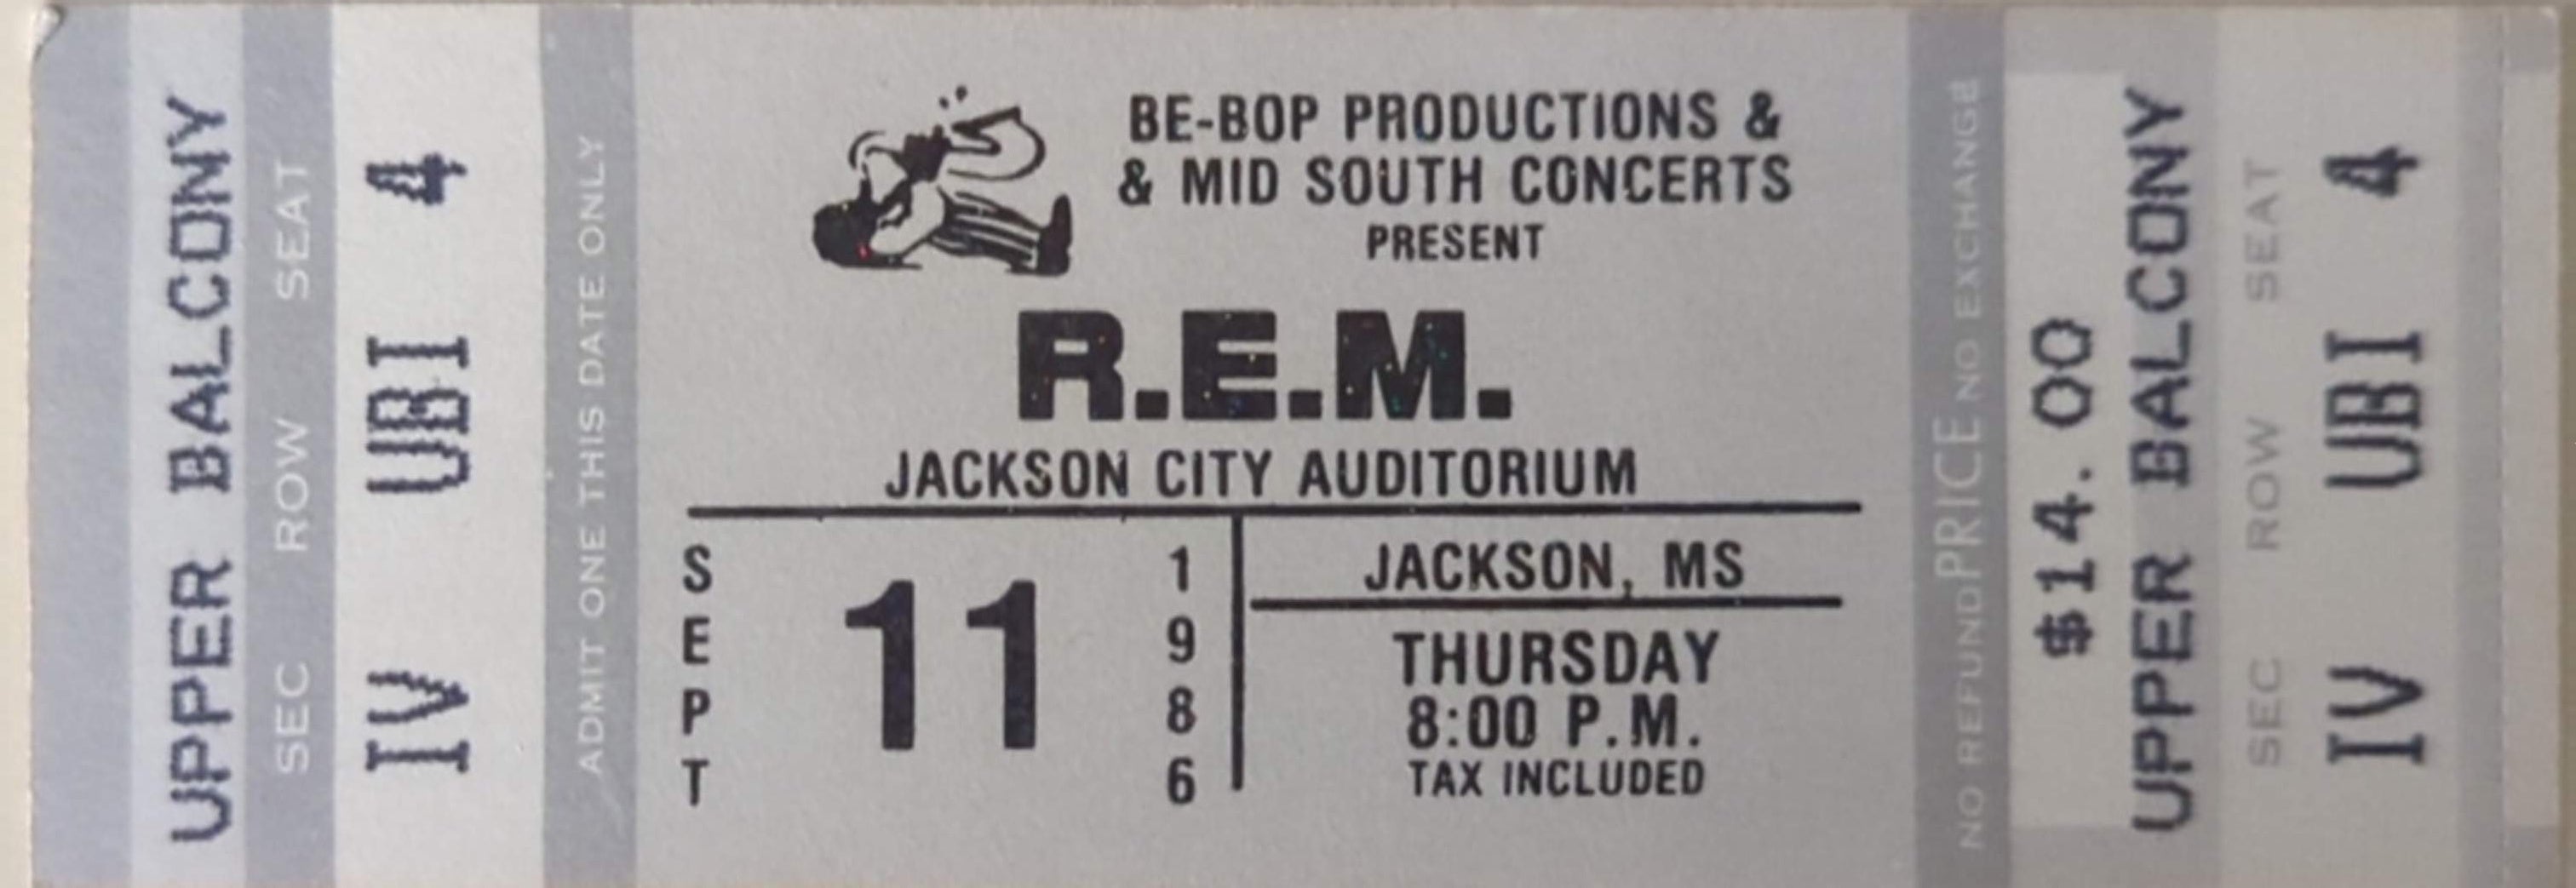 UPPER BALCONY
SEC ROW SEAT
IV UBI 4
ADMIT ONE THIS DATE ONLY
BE-BOP PRODUCTIONS &
& MID SOUTH CONCERTS
PRESENT
R.E.M.
JACKSON CITY AUDITORIUM
SEPT 11 1986
JACKSON, MS
THURSDAY
8:00 P.M.
TAX INCLUDED
NO REFUND PRICE NO EXCHANGE
$14.00
UPPER BALCONY
SEC ROW SEAT
IV UBI 4